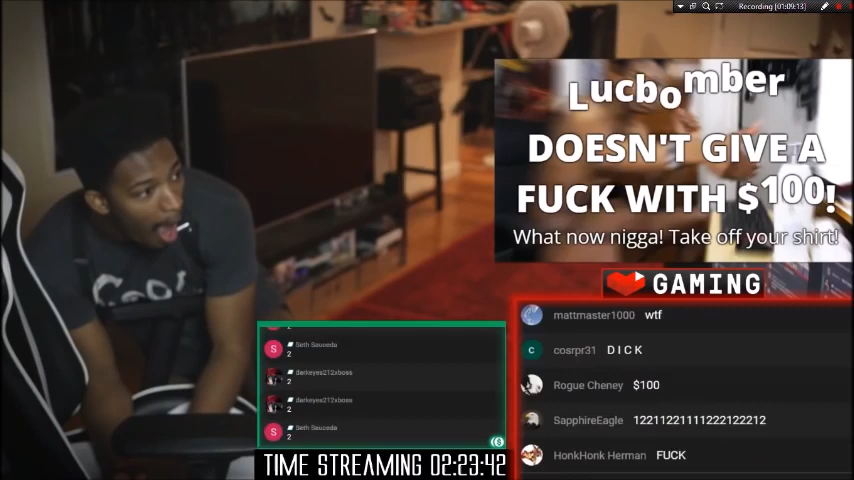 Recording [01:09:13]
Lucbomber
DOESN'T GIVE A
FUCK WITH $100!
What now nigga! Take off your shirt!
GAMING
mattmaster1000 wtf
c cosrpr31 D I C K
Rogue Cheney $100
SapphireEagle 12211221111222122212
HonkHonk Herman FUCK
2
S Seth Sauceda
2
darkeyes212xboss
2
darkeyes212xboss
2
S Seth Sauceda
2
TIME STREAMING 02:23:42